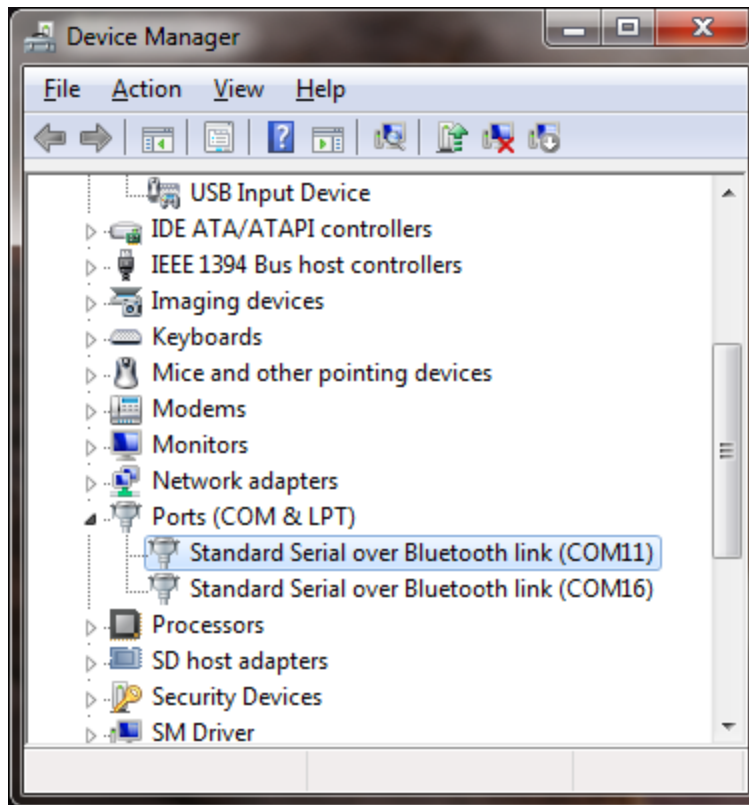 Device Manager
File Action View Help
USB Input Device
IDE ATA/ATAPI controllers
IEEE 1394 Bus host controllers
Imaging devices
Keyboards
Mice and other pointing devices
Modems
Monitors
Network adapters
Ports (COM & LPT)
Standard Serial over Bluetooth link (COM11)
Standard Serial over Bluetooth link (COM16)
Processors
SD host adapters
Security Devices
SM Driver